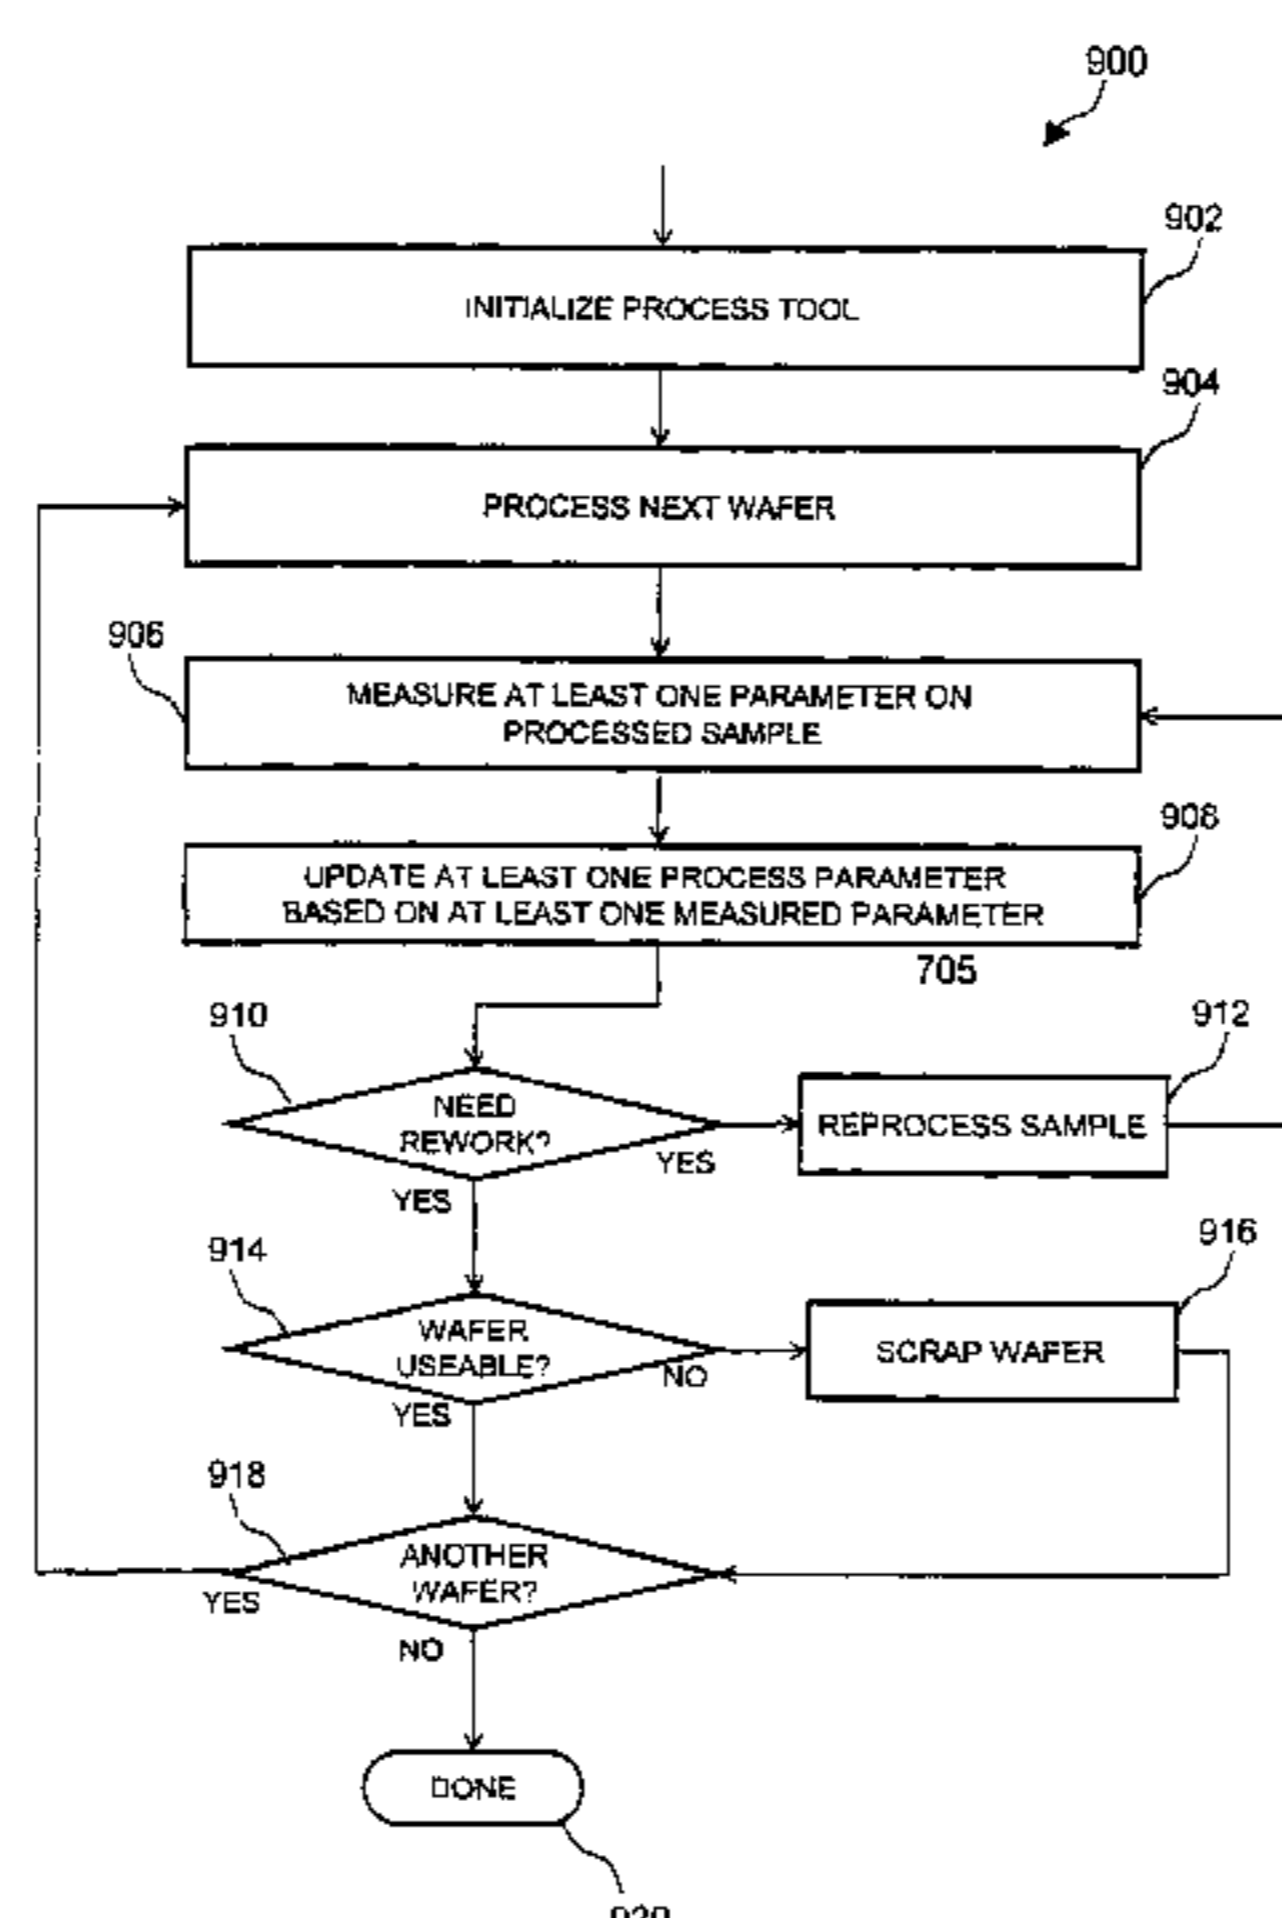 900
902
INITIALIZE PROCESS TOOL
904
PROCESS NEXT WAFER
906
MEASURE AT LEAST ONE PARAMETER ON
PROCESSED SAMPLE
908
UPDATE AT LEAST ONE PROCESS PARAMETER
BASED ON AT LEAST ONE MEASURED PARAMETER
705
910
912
NEED
REWORK?
REPROCESS SAMPLE
YES
YES
914
916
WAFER
USEABLE?
SCRAP WAFER
NO
YES
918
ANOTHER
WAFER?
YES
NO
DONE